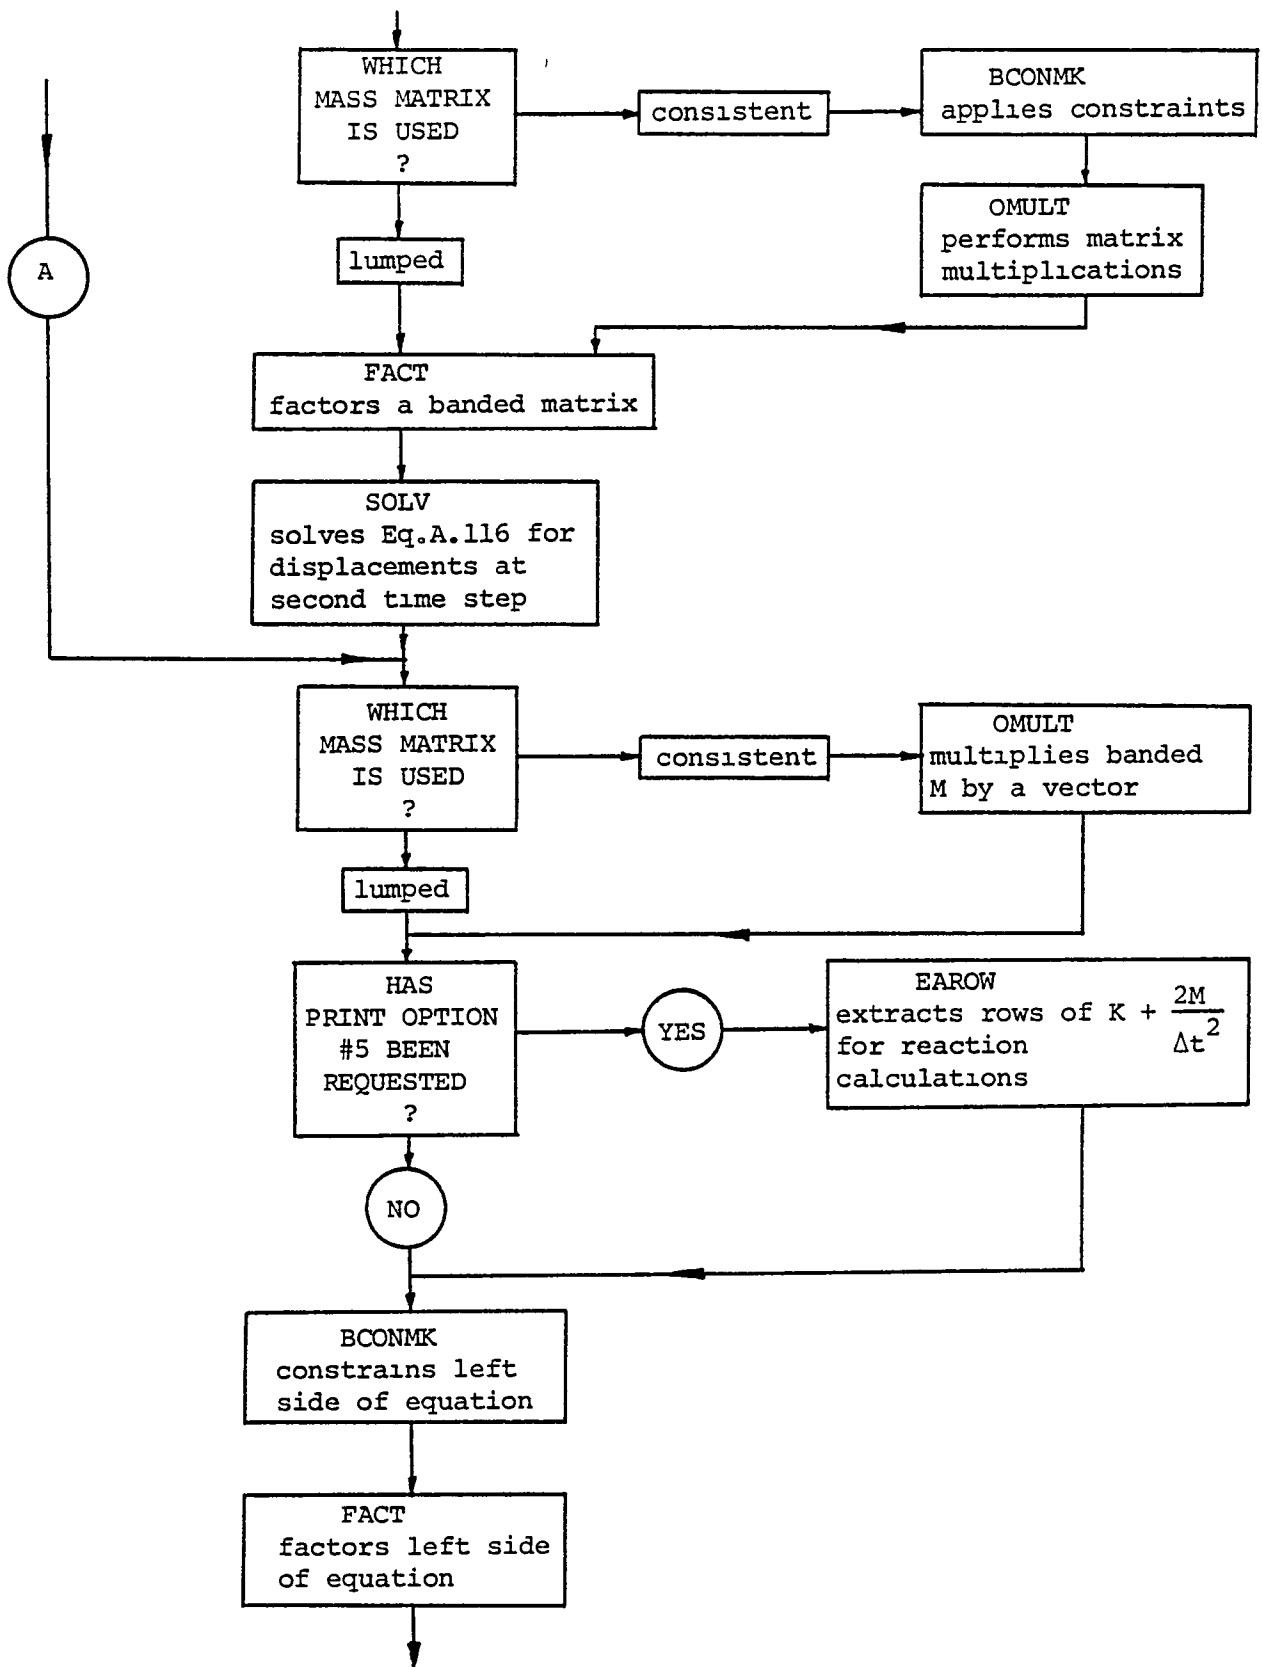 WHICH
MASS MATRIX
IS USED
?
consistent
BCONMK
applies constraints
OMULT
performs matrix
multiplications
A
lumped
FACT
factors a banded matrix
SOLV
solves Eq.A.116 for
displacements at
second time step
WHICH
MASS MATRIX
IS USED
?
consistent
OMULT
multiplies banded
M by a vector
lumped
HAS
PRINT OPTION
#5 BEEN
REQUESTED
?
YES
EAROW
extracts rows of K + 2M/Δt²
for reaction
calculations
NO
BCONMK
constrains left
side of equation
FACT
factors left side
of equation